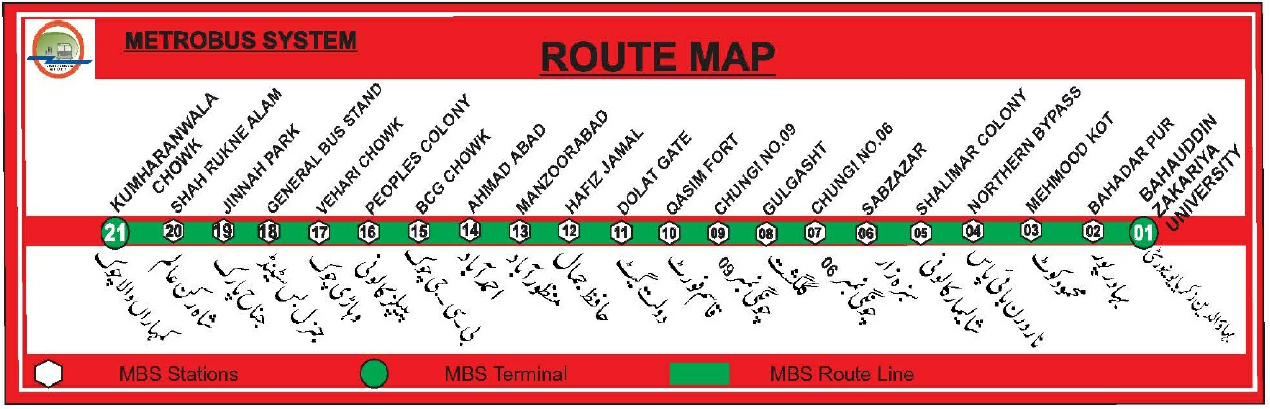 METROBUS SYSTEM
ROUTE MAP
KUMHARANWALA
CHOWK
SHAH RUKNE ALAM
JINNAH PARK
GENERAL BUS STAND
VEHARI CHOWK
PEOPLES COLONY
BCG CHOWK
AHMAD ABAD
MANZOORABAD
HAFIZ JAMAL
DOLAT GATE
QASIM FORT
CHUNGI NO.09
GULGASHT
CHUNGI NO.06
SABZAZAR
SHALIMAR COLONY
NORTHERN BYPASS
MEHMOOD KOT
BAHADAR PUR
BAHAUDDIN
ZAKARIYA
UNIVERSITY
21 20 19 18 17 16 15 14 13 12 11 10 09 08 07 06 05 04 03 02 01
کمہاراں والا چوک
شاہ رکن عالم
جناح پارک
جنرل بس سٹینڈ
وہاڑی چوک
پیپلز کالونی
بی۔سی۔جی چوک
احمد آباد
منظور آباد
حافظ جمال
دولت گیٹ
قاسم فورٹ
چونگی نمبر 09
گلگشت
چونگی نمبر 06
سبزہ زار
شالیمار کالونی
نارودرن بائی پاس
محمود کوٹ
بہادر پور
بہاؤالدین زکریا یونیورسٹی
MBS Stations
MBS Terminal
MBS Route Line